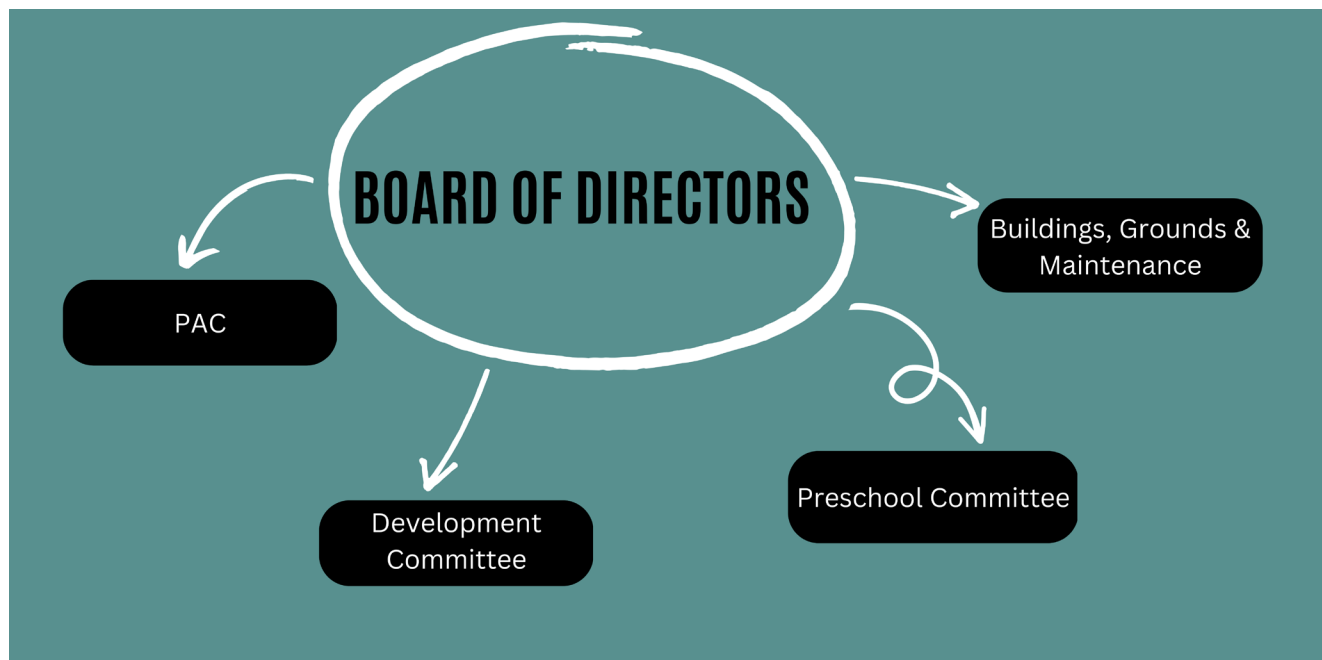 BOARD OF DIRECTORS
Buildings, Grounds &
Maintenance
PAC
Preschool Committee
Development
Committee